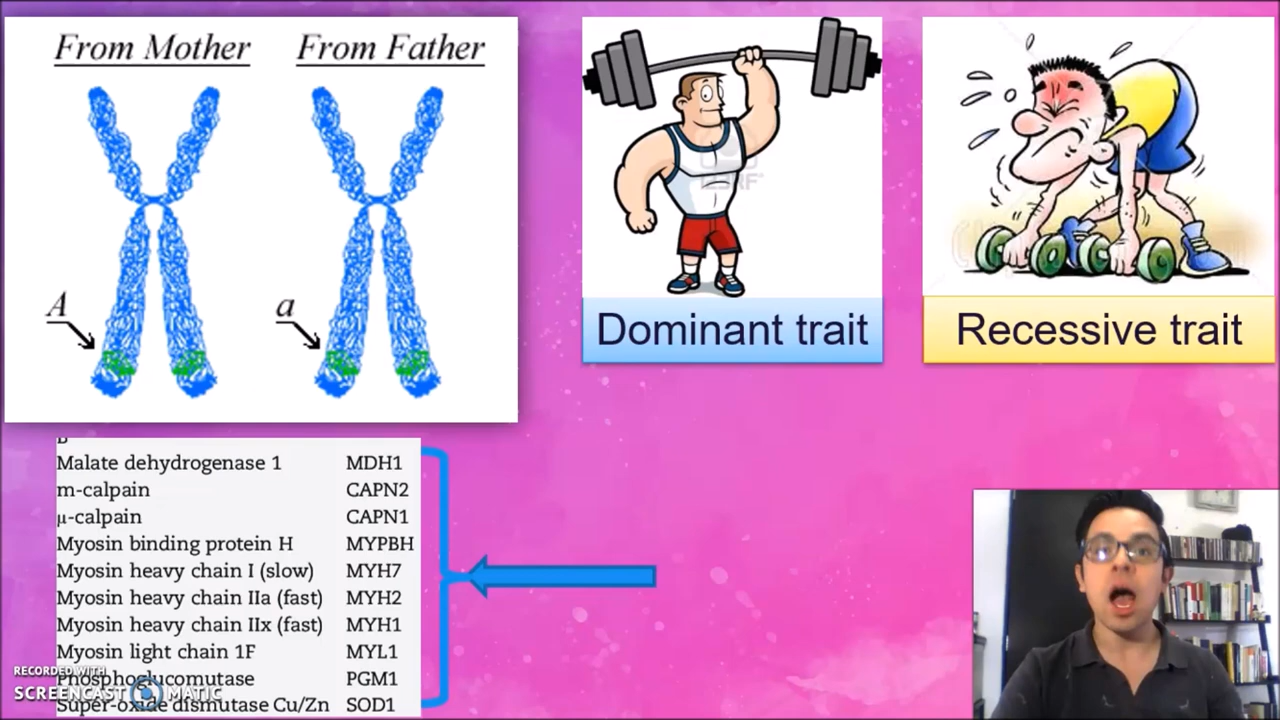 From Mother From Father
A
a
Dominant trait
Recessive trait
Malate dehydrogenase 1 MDH1
m-calpain CAPN2
μ-calpain CAPN1
Myosin binding protein H MYPBH
Myosin heavy chain I (slow) MYH7
Myosin heavy chain IIa (fast) MYH2
Myosin heavy chain IIx (fast) MYH1
Myosin light chain 1F MYL1
Phosphoglucomutase PGM1
Super-oxide dismutase Cu/Zn SOD1
RECORDED WITH
SCREENCAST MATIC